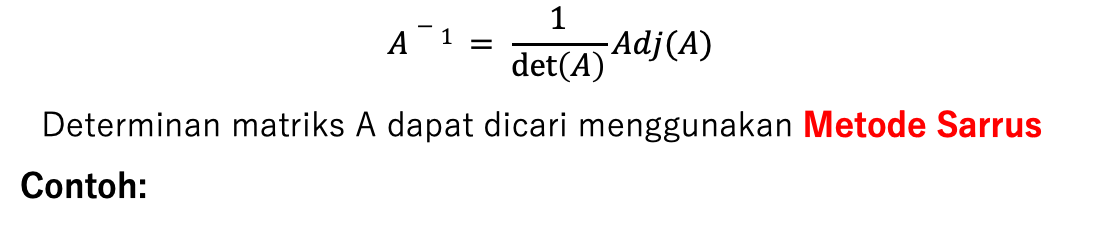 A⁻¹ = 1/det(A) Adj(A)
Determinan matriks A dapat dicari menggunakan Metode Sarrus
Contoh: